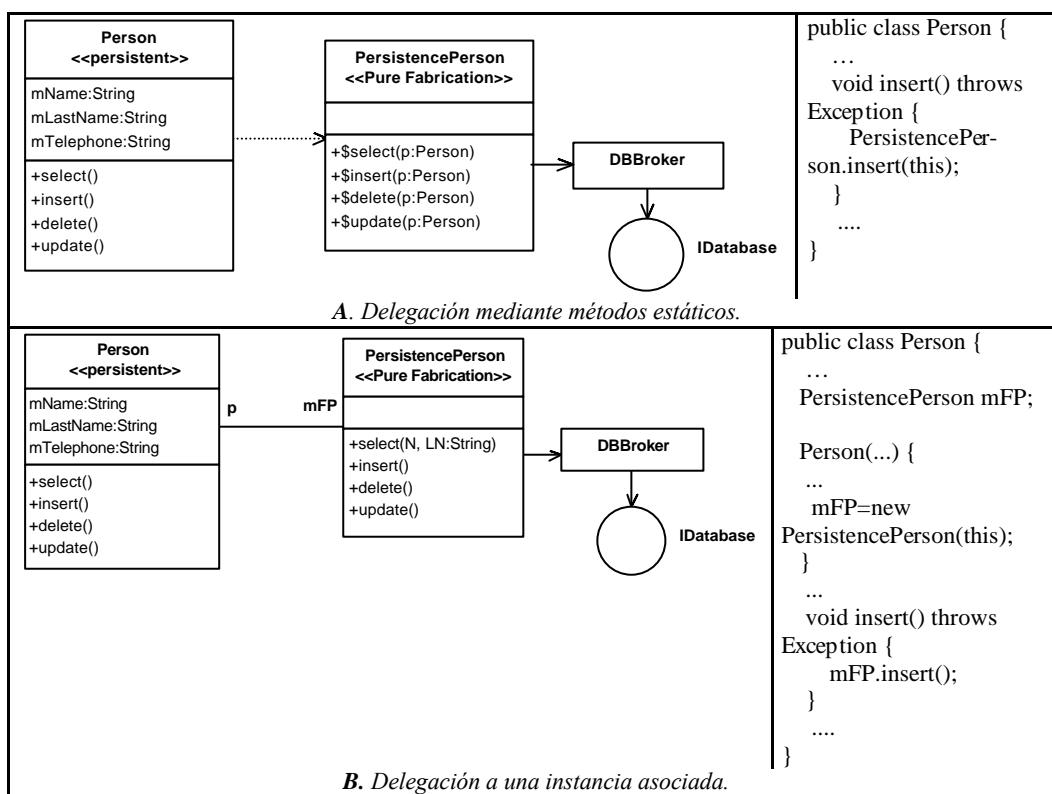 Person
<<persistent>>
mName:String
mLastName:String
mTelephone:String
+select()
+insert()
+delete()
+update()
PersistencePerson
<<Pure Fabrication>>
+$select(p:Person)
+$insert(p:Person)
+$delete(p:Person)
+$update(p:Person)
DBBroker
IDatabase
public class Person {
…
void insert() throws
Exception {
PersistencePer-
son.insert(this);
}
....
}
A. Delegación mediante métodos estáticos.
Person
<<persistent>>
mName:String
mLastName:String
mTelephone:String
+select()
+insert()
+delete()
+update()
p
mFP
PersistencePerson
<<Pure Fabrication>>
+select(N, LN:String)
+insert()
+delete()
+update()
DBBroker
IDatabase
public class Person {
…
PersistencePerson mFP;
Person(...) {
...
mFP=new
PersistencePerson(this);
}
...
void insert() throws
Exception {
mFP.insert();
}
....
}
B. Delegación a una instancia asociada.